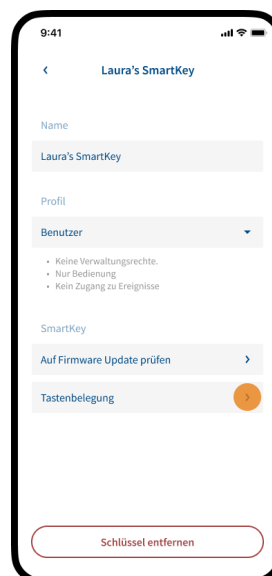 9:41
Laura's SmartKey
Name
Laura's SmartKey
Profil
Benutzer
• Keine Verwaltungsrechte.
• Nur Bedienung
• Kein Zugang zu Ereignisse
SmartKey
Auf Firmware Update prüfen
Tastenbelegung
Schlüssel entfernen